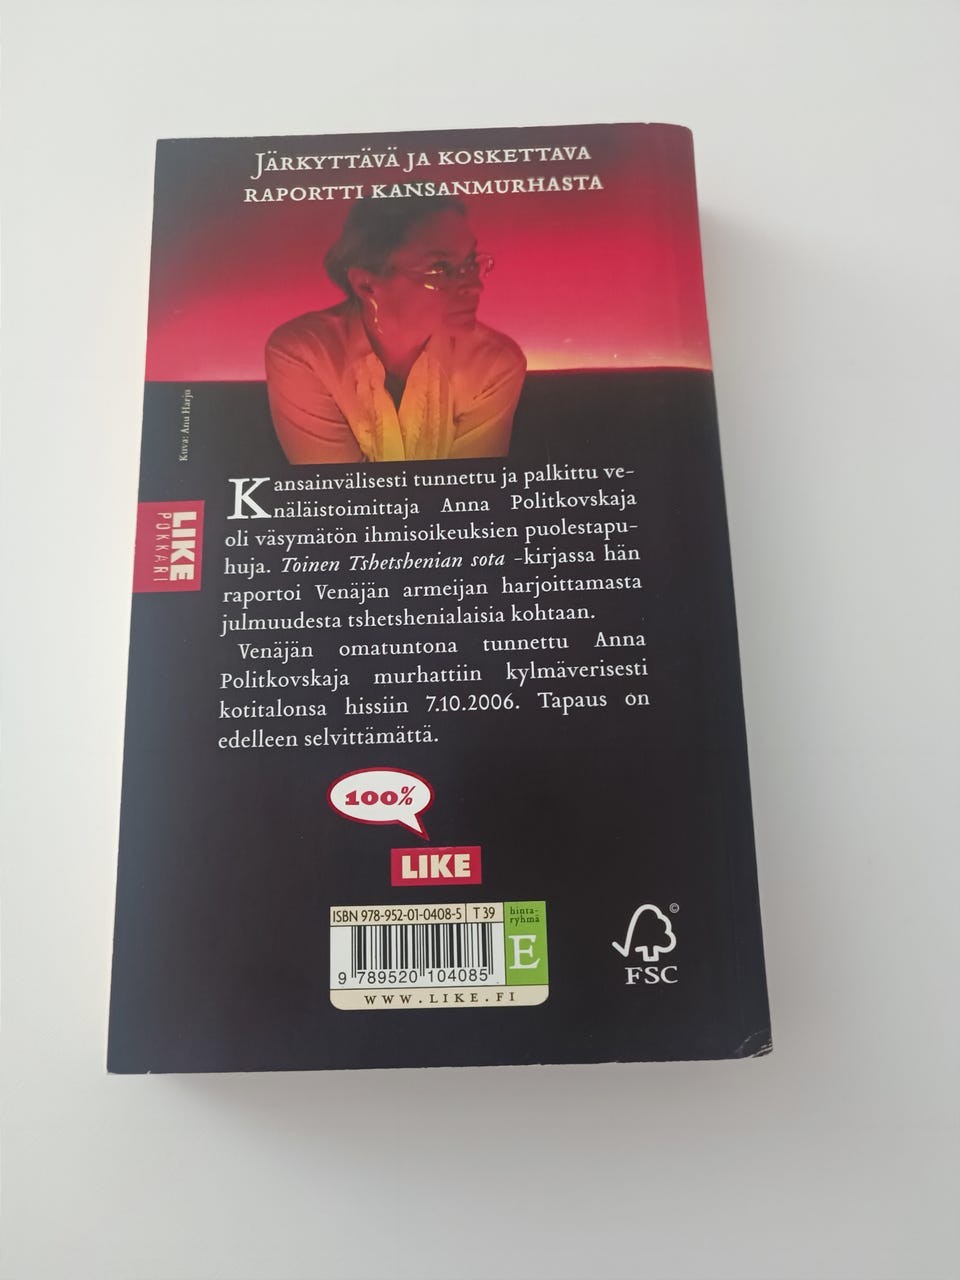 Järkyttävä ja koskettava
raportti kansanmurhasta
Kuva: Anu Harju
LIKE
POKKARI
Kansainvälisesti tunnettu ja palkittu ve-
näläistoimittaja Anna Politkovskaja
oli väsymätön ihmisoikeuksien puolestapu-
huja. Toinen Tshetshenian sota -kirjassa hän
raportoi Venäjän armeijan harjoittamasta
julmuudesta tshetshenialaisia kohtaan.
Venäjän omatuntona tunnettu Anna
Politkovskaja murhattiin kylmäverisesti
kotitalonsa hissiin 7.10.2006. Tapaus on
edelleen selvittämättä.
100%
LIKE
ISBN 978-952-01-0408-5 T 39
hinta-
ryhmä
E
9 789520 104085
WWW.LIKE.FI
©
FSC